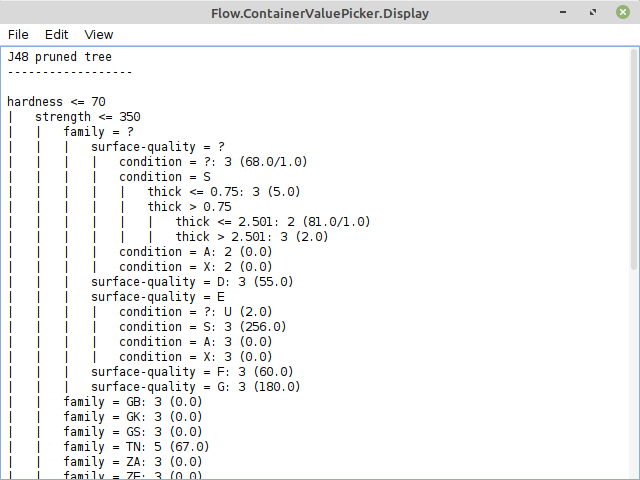 Flow.ContainerValuePicker.Display
File Edit View
J48 pruned tree
------------------
hardness <= 70
|   strength <= 350
|   |   family = ?
|   |   |   surface-quality = ?
|   |   |   |   condition = ?: 3 (68.0/1.0)
|   |   |   |   condition = S
|   |   |   |   |   thick <= 0.75: 3 (5.0)
|   |   |   |   |   thick > 0.75
|   |   |   |   |   |   thick <= 2.501: 2 (81.0/1.0)
|   |   |   |   |   |   thick > 2.501: 3 (2.0)
|   |   |   |   condition = A: 2 (0.0)
|   |   |   |   condition = X: 2 (0.0)
|   |   |   surface-quality = D: 3 (55.0)
|   |   |   surface-quality = E
|   |   |   |   condition = ?: U (2.0)
|   |   |   |   condition = S: 3 (256.0)
|   |   |   |   condition = A: 3 (0.0)
|   |   |   |   condition = X: 3 (0.0)
|   |   |   surface-quality = F: 3 (60.0)
|   |   |   surface-quality = G: 3 (180.0)
|   |   family = GB: 3 (0.0)
|   |   family = GK: 3 (0.0)
|   |   family = GS: 3 (0.0)
|   |   family = TN: 5 (67.0)
|   |   family = ZA: 3 (0.0)
|   |   family = ZE: 3 (0.0)